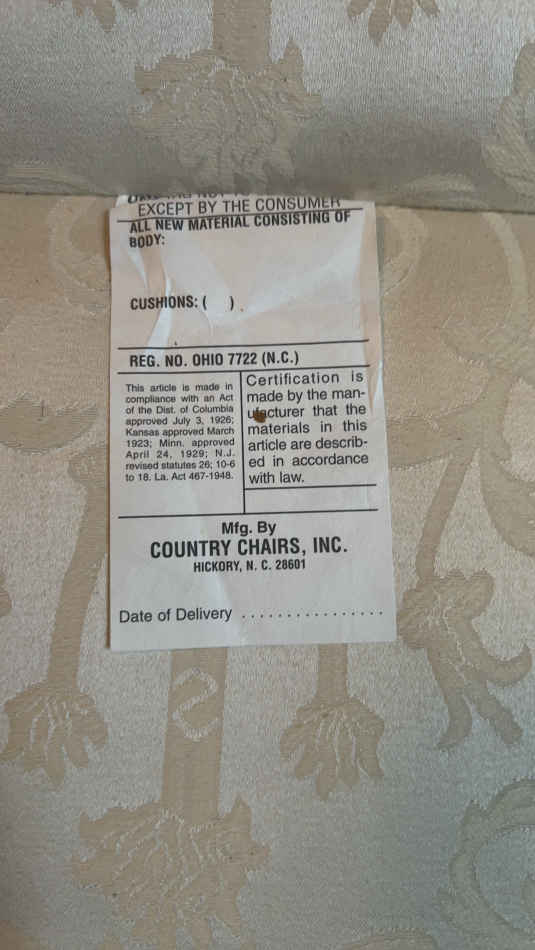 EXCEPT BY THE CONSUMER
ALL NEW MATERIAL CONSISTING OF
BODY:
CUSHIONS: ( )
REG. NO. OHIO 7722 (N.C.)
This article is made in
compliance with an Act
of the Dist. of Columbia
approved July 3, 1926;
Kansas approved March
1923; Minn. approved
April 24, 1929; N.J.
revised statutes 26; 10-6
to 18. La. Act 467-1948.
Certification is
made by the man-
ufacturer that the
materials in this
article are describ-
ed in accordance
with law.
Mfg. By
COUNTRY CHAIRS, INC.
HICKORY, N. C. 28601
Date of Delivery ................